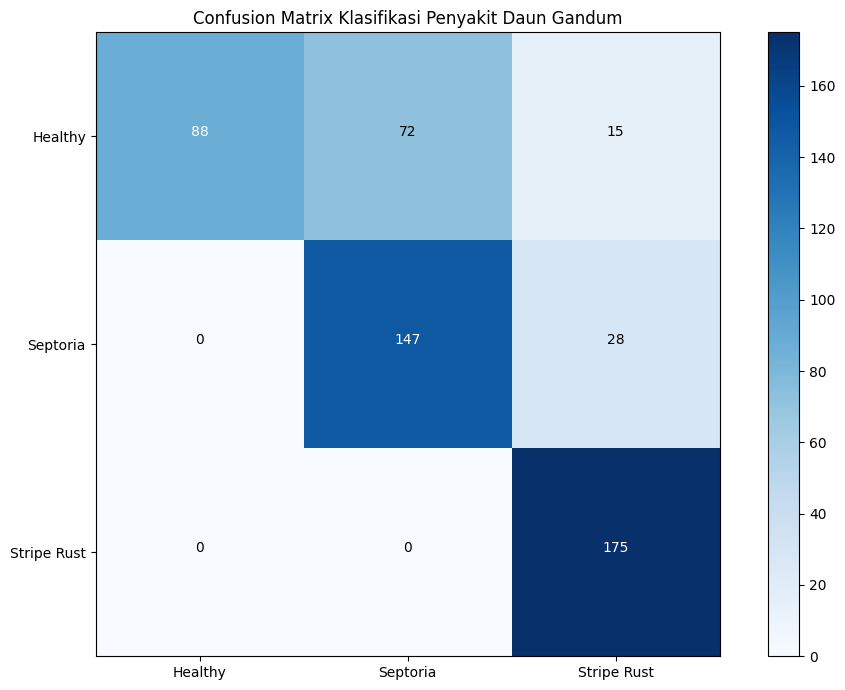 Confusion Matrix Klasifikasi Penyakit Daun Gandum
Healthy 88 72 15
Septoria 0 147 28
Stripe Rust 0 0 175
Healthy Septoria Stripe Rust
160
140
120
100
80
60
40
20
0